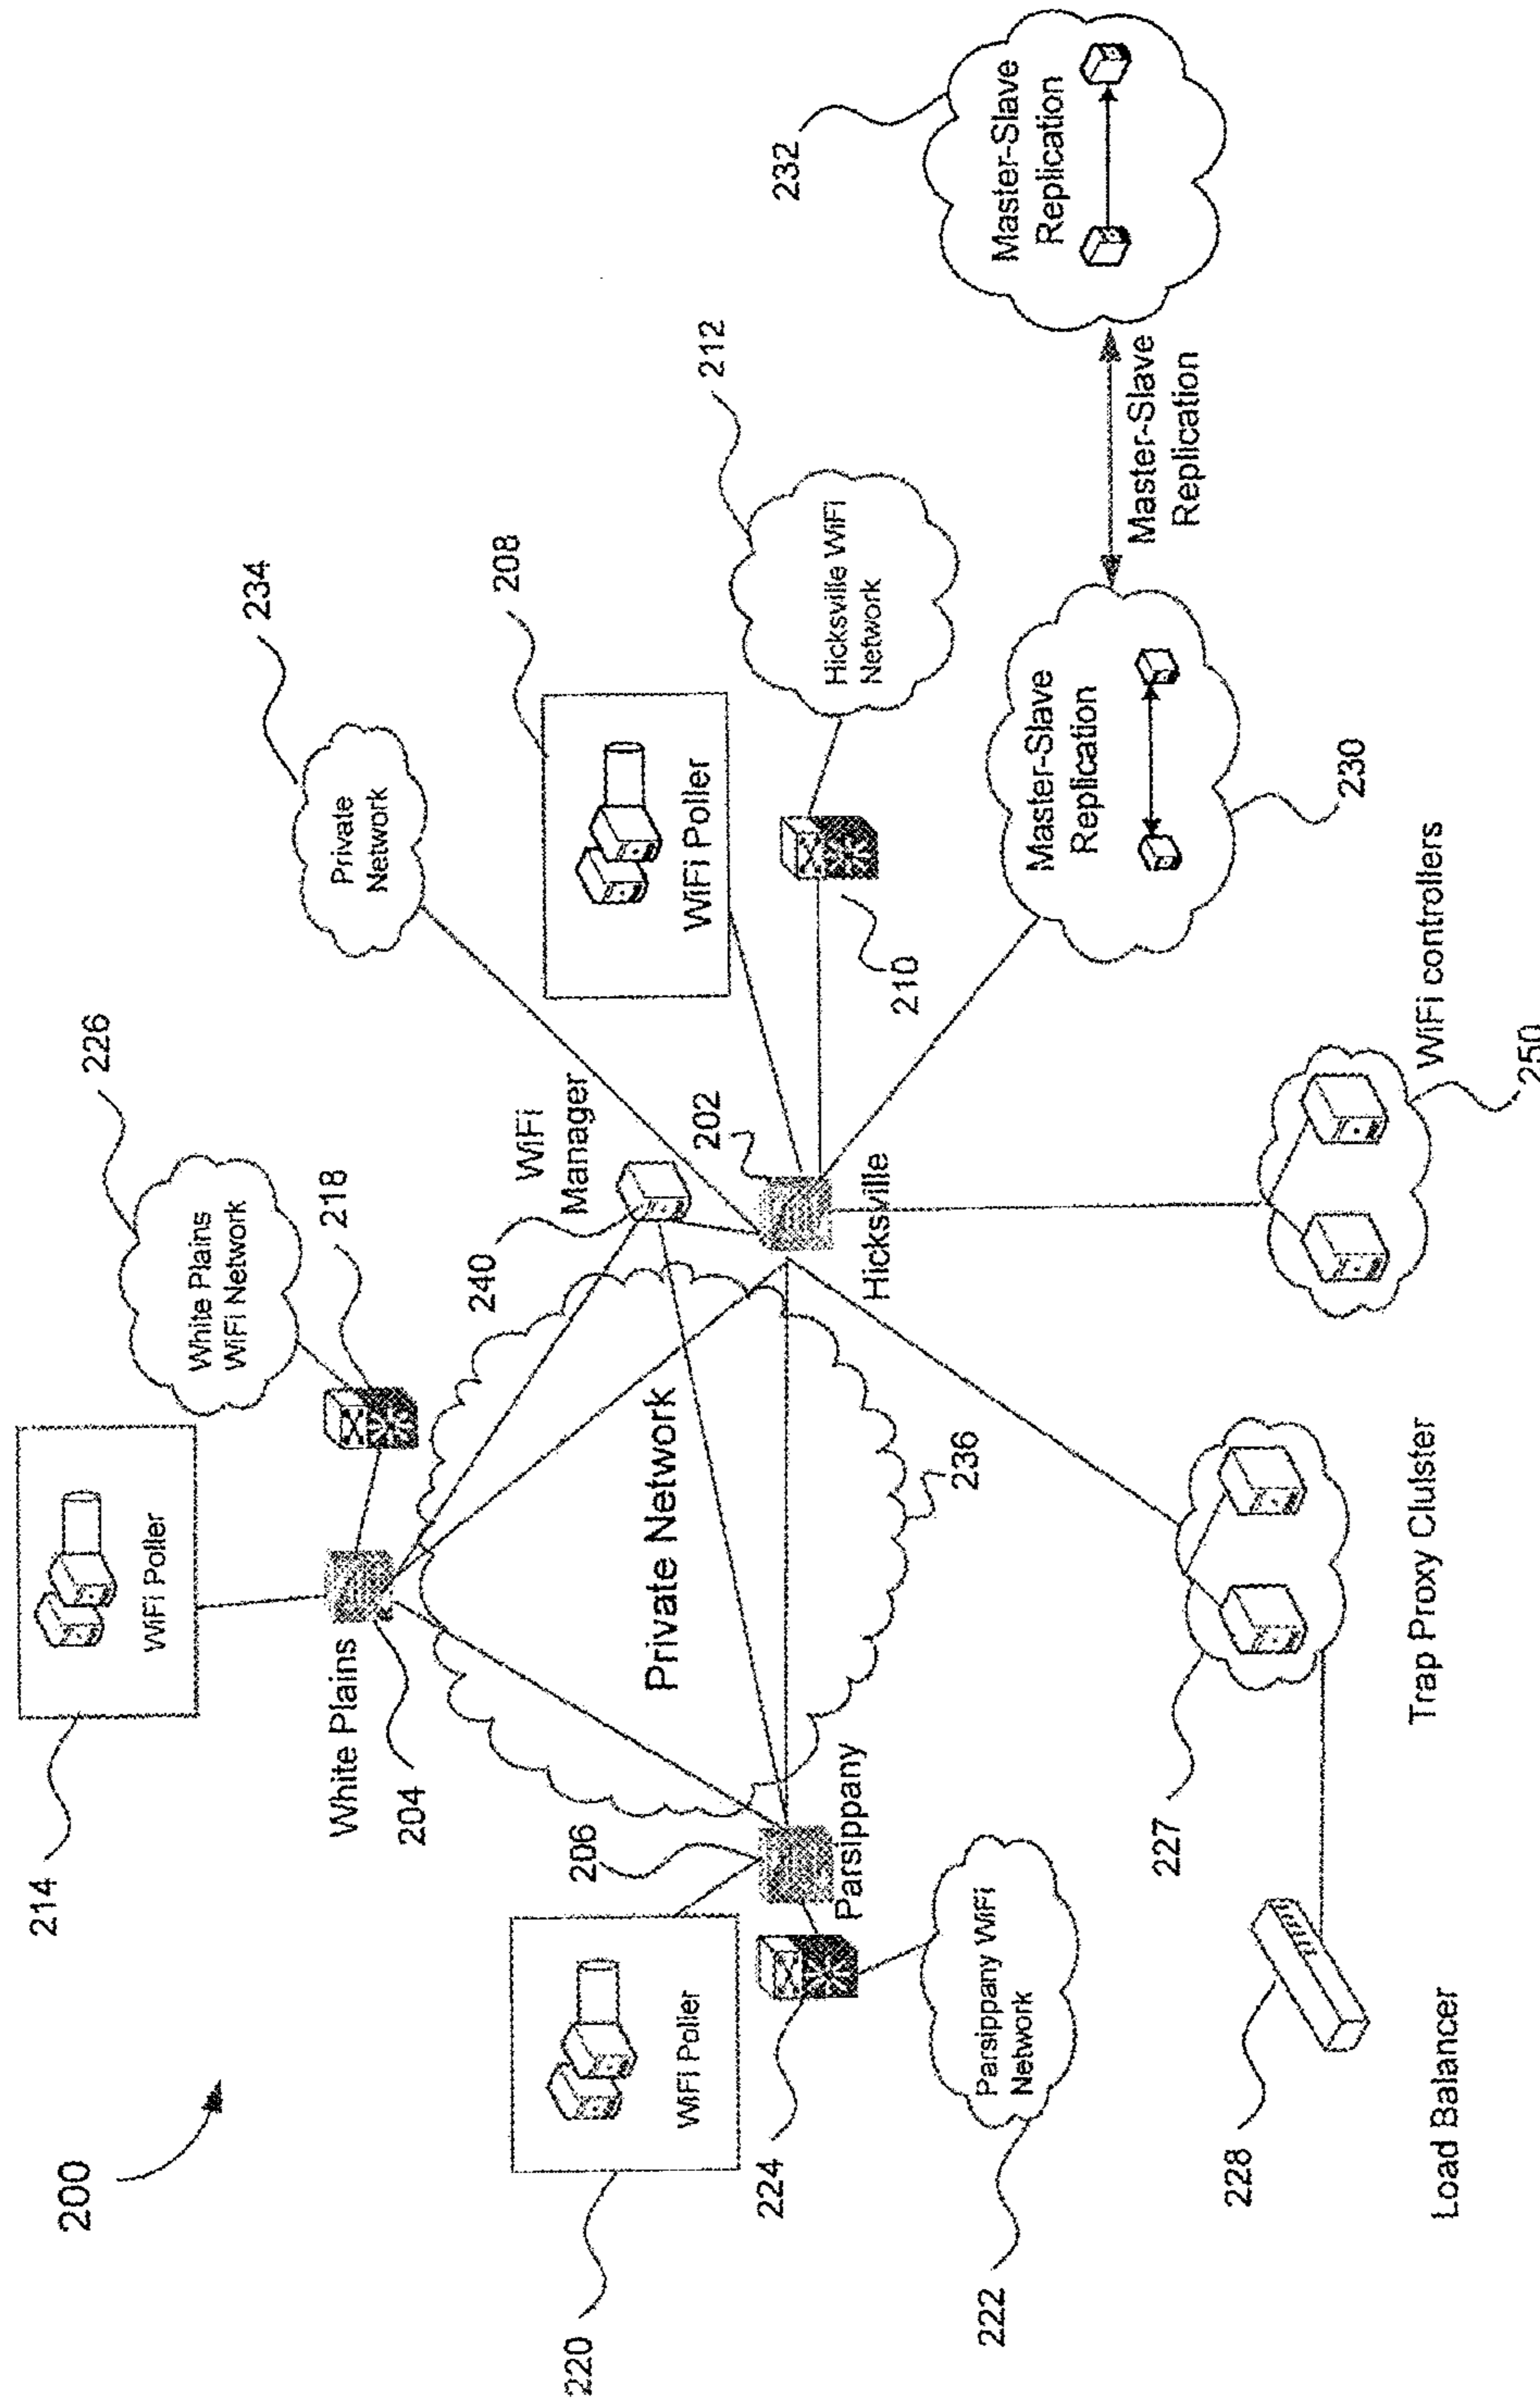 200
214
WiFi Poller
White Plains
204
White Plains
WiFi Network
226
218
220
WiFi Poller
206
Parsippany
224
Parsippany WiFi
Network
222
Private Network
236
240
WiFi
Manager
202
Hicksville
Private
Network
234
208
WiFi Poller
210
Hicksville WiFi
Network
212
Master-Slave
Replication
230
Master-Slave
Replication
Master-Slave
Replication
232
228
Load Balancer
227
Trap Proxy Clulster
WiFi controllers
250